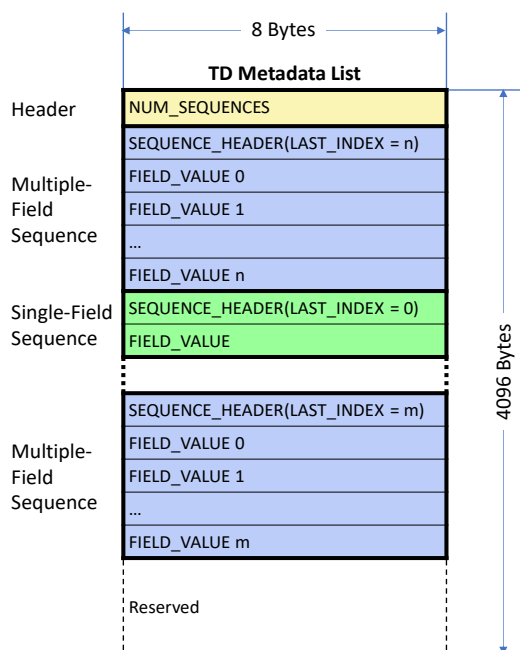 8 Bytes
TD Metadata List
Header
NUM_SEQUENCES
Multiple-
Field
Sequence
SEQUENCE_HEADER(LAST_INDEX = n)
FIELD_VALUE 0
FIELD_VALUE 1
...
FIELD_VALUE n
Single-Field
Sequence
SEQUENCE_HEADER(LAST_INDEX = 0)
FIELD_VALUE
4096 Bytes
Multiple-
Field
Sequence
SEQUENCE_HEADER(LAST_INDEX = m)
FIELD_VALUE 0
FIELD_VALUE 1
...
FIELD_VALUE m
Reserved